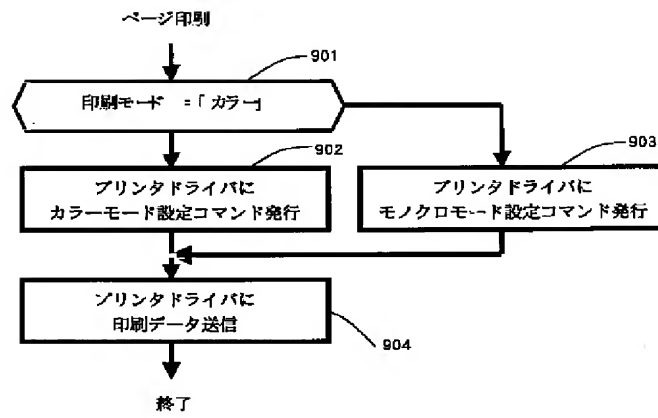 ページ印刷
901
印刷モード =「カラー」
902
プリンタドライバに
カラーモード設定コマンド発行
903
プリンタドライバに
モノクロモード設定コマンド発行
プリンタドライバに
印刷データ送信
904
終了